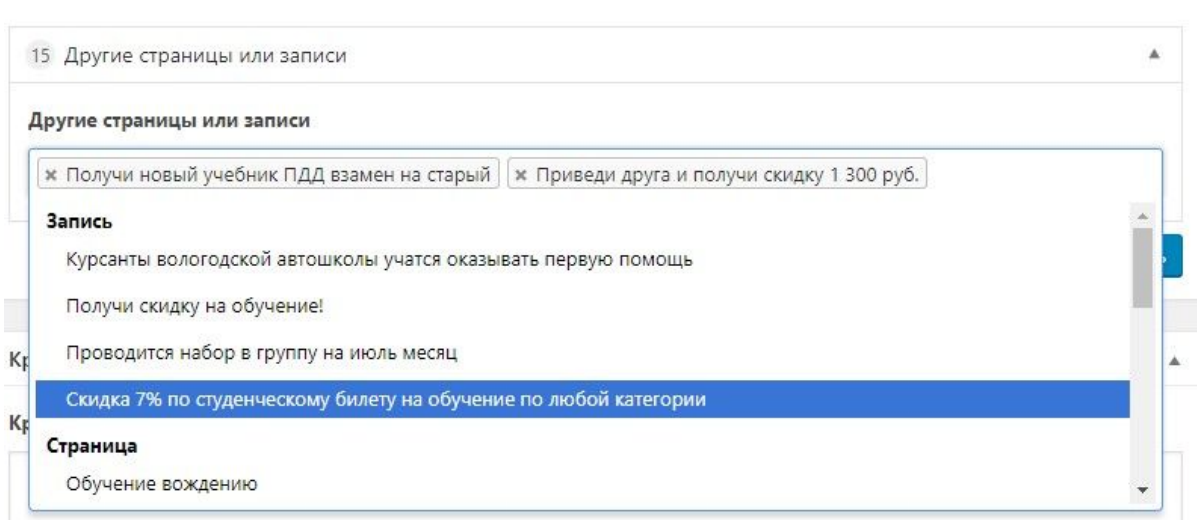 15 Другие страницы или записи
Другие страницы или записи
× Получи новый учебник ПДД взамен на старый × Приведи друга и получи скидку 1 300 руб.
Запись
Курсанты вологодской автошколы учатся оказывать первую помощь
Получи скидку на обучение!
Проводится набор в группу на июль месяц
Кр
Скидка 7% по студенческому билету на обучение по любой категории
Кр
Страница
Обучение вождению